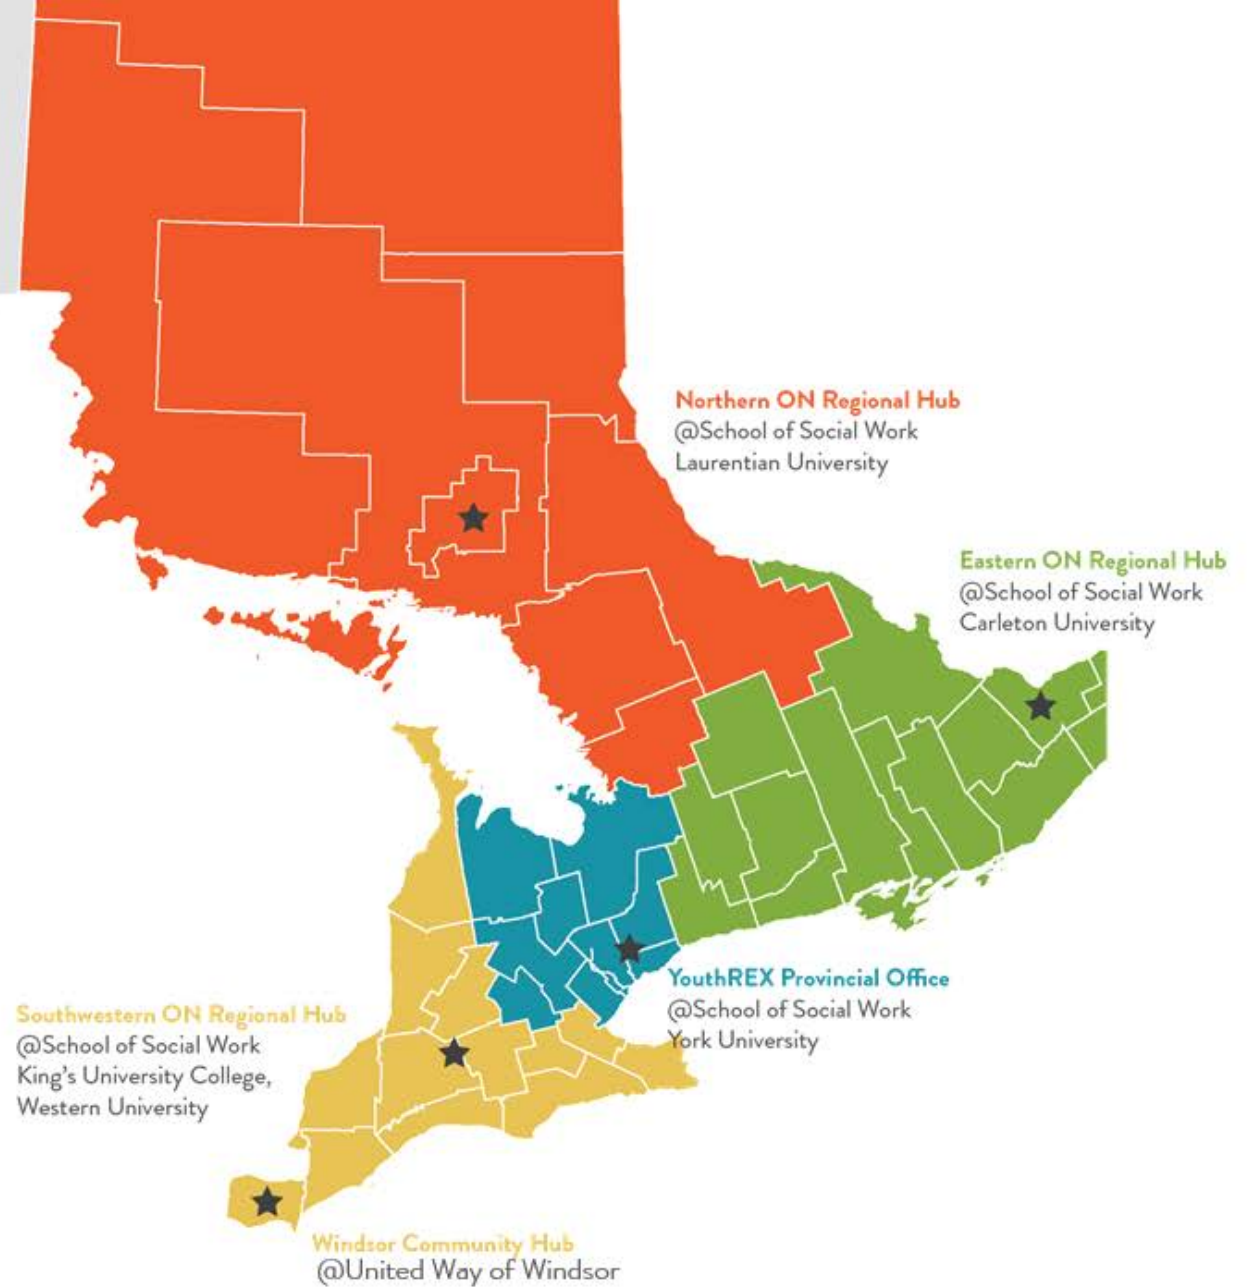 Northern ON Regional Hub
@School of Social Work
Laurentian University
Eastern ON Regional Hub
@School of Social Work
Carleton University
YouthREX Provincial Office
@School of Social Work
York University
Southwestern ON Regional Hub
@School of Social Work
King's University College,
Western University
Windsor Community Hub
@United Way of Windsor